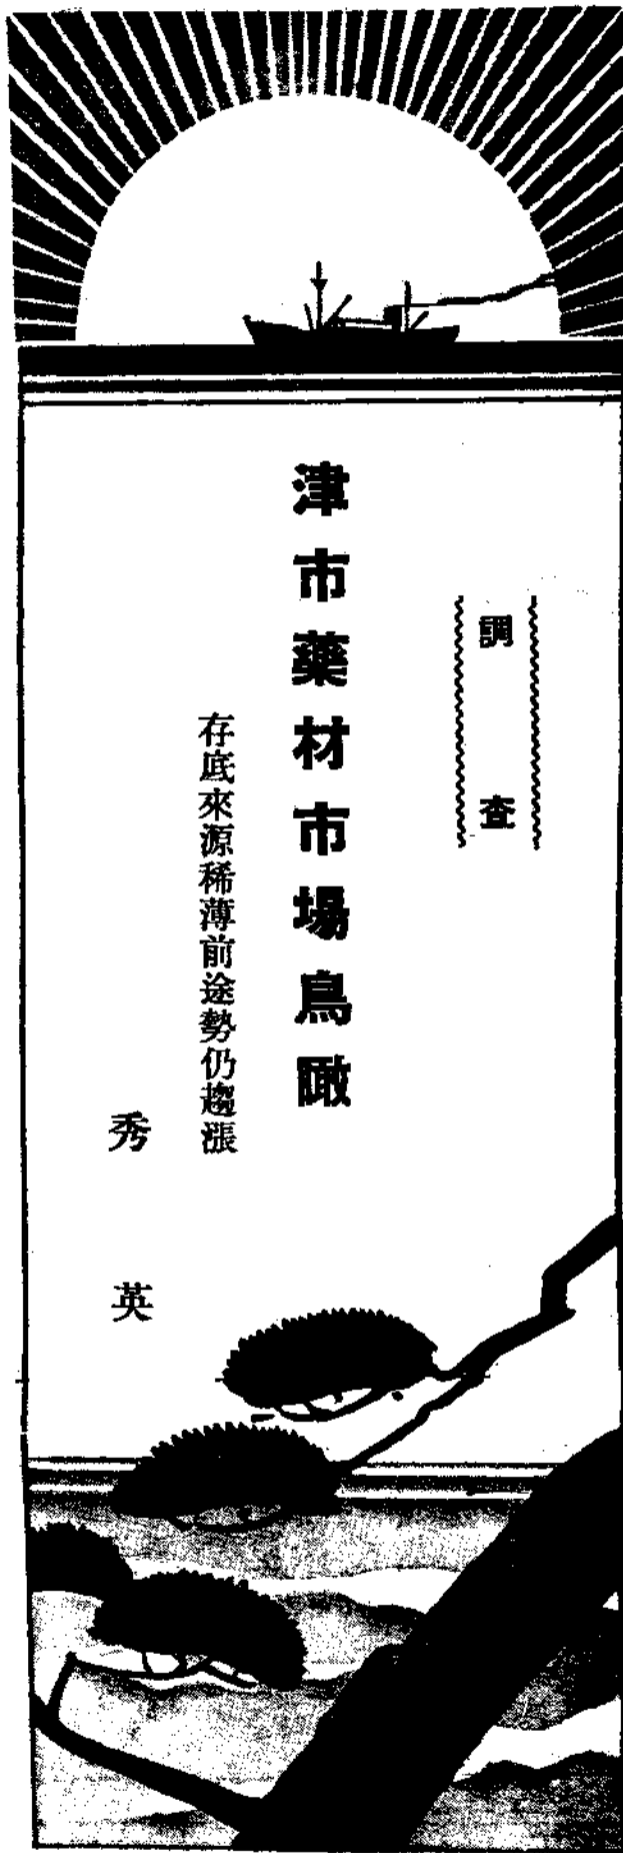 調查
津市藥材市場鳥瞰
存底來源稀薄前途勢仍趨漲
秀英